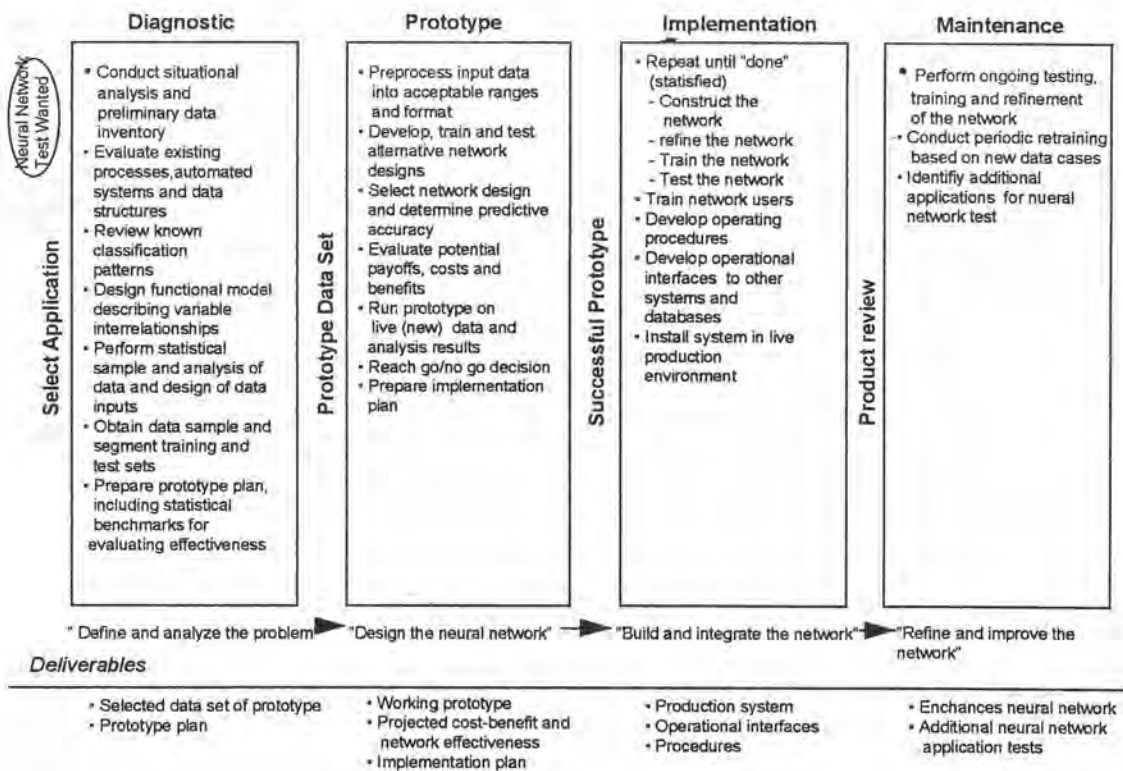 Diagnostic
Prototype
Implementation
Maintenance
Neural Network
Test Wanted
Select Application
• Conduct situational
analysis and
preliminary data
inventory
• Evaluate existing
processes,automated
systems and data
structures
• Review known
classification
patterns
• Design functional model
describing variable
interrelationships
• Perform statistical
sample and analysis of
data and design of data
inputs
• Obtain data sample and
segment training and
test sets
• Prepare prototype plan,
including statistical
benchmarks for
evaluating effectiveness
Prototype Data Set
• Preprocess input data
into acceptable ranges
and format
• Develop, train and test
alternative network
designs
• Select network design
and determine predictive
accuracy
• Evaluate potential
payoffs, costs and
benefits
• Run prototype on
live (new) data and
analysis results
• Reach go/no go decision
• Prepare implementation
plan
Successful Prototype
• Repeat until "done"
(statisfied)
- Construct the
network
- refine the network
- Train the network
- Test the network
• Train network users
• Develop operating
procedures
• Develop operational
interfaces to other
systems and
databases
• Install system in live
production
environment
Product review
• Perform ongoing testing,
training and refinement
of the network
• Conduct periodic retraining
based on new data cases
• Identifiy additional
applications for nueral
network test
" Define and analyze the problem
"Design the neural network"
"Build and integrate the network"
"Refine and improve the
network"
Deliverables
• Selected data set of prototype
• Prototype plan
• Working prototype
• Projected cost-benefit and
network effectiveness
• Implementation plan
• Production system
• Operational interfaces
• Procedures
• Enchances neural network
• Additional neural network
application tests